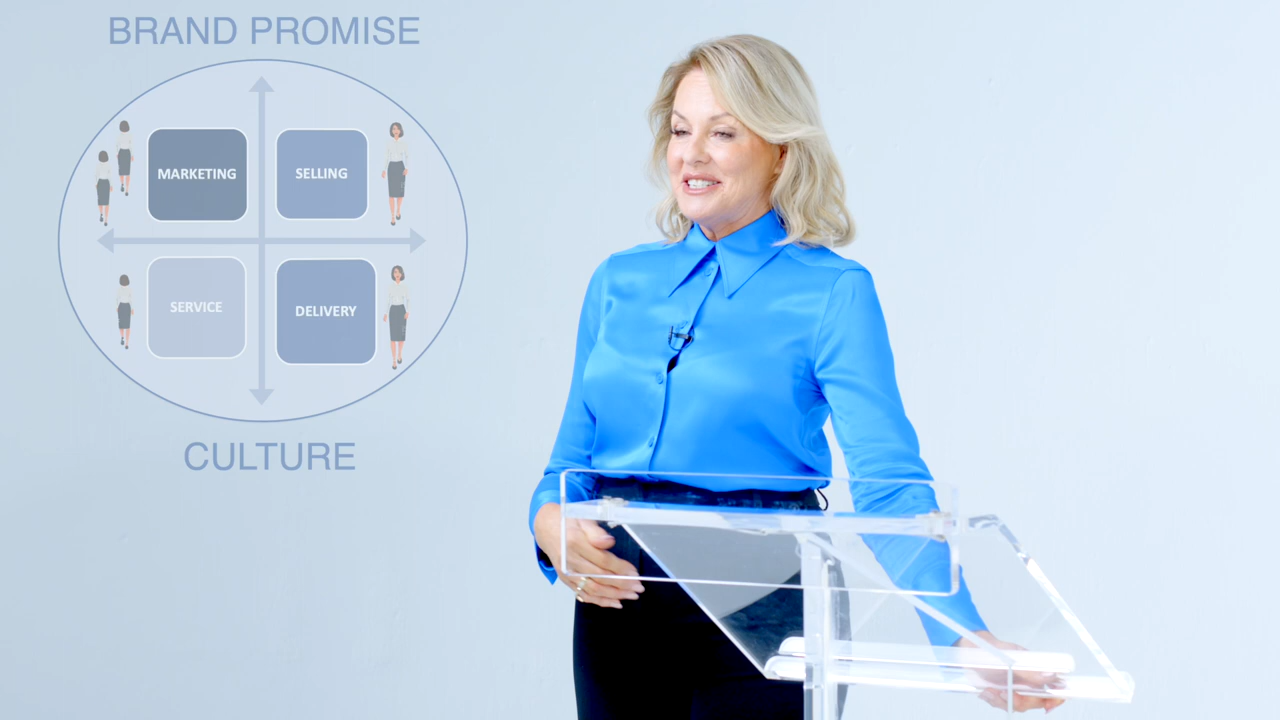 BRAND PROMISE
MARKETING
SELLING
SERVICE
DELIVERY
CULTURE